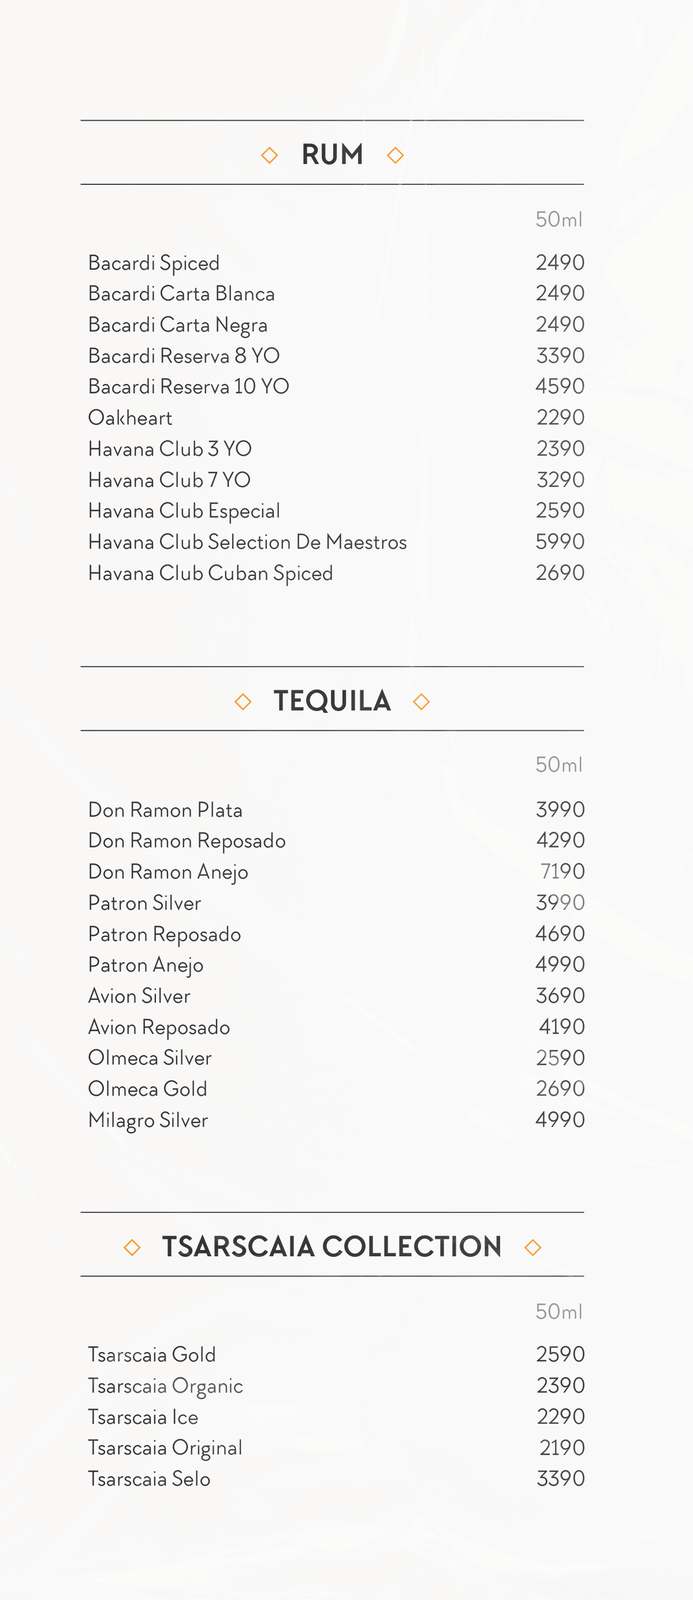 RUM
50ml
Bacardi Spiced 2490
Bacardi Carta Blanca 2490
Bacardi Carta Negra 2490
Bacardi Reserva 8 YO 3390
Bacardi Reserva 10 YO 4590
Oakheart 2290
Havana Club 3 YO 2390
Havana Club 7 YO 3290
Havana Club Especial 2590
Havana Club Selection De Maestros 5990
Havana Club Cuban Spiced 2690
TEQUILA
50ml
Don Ramon Plata 3990
Don Ramon Reposado 4290
Don Ramon Anejo 7190
Patron Silver 3990
Patron Reposado 4690
Patron Anejo 4990
Avion Silver 3690
Avion Reposado 4190
Olmeca Silver 2590
Olmeca Gold 2690
Milagro Silver 4990
TSARSCAIA COLLECTION
50ml
Tsarscaia Gold 2590
Tsarscaia Organic 2390
Tsarscaia Ice 2290
Tsarscaia Original 2190
Tsarscaia Selo 3390